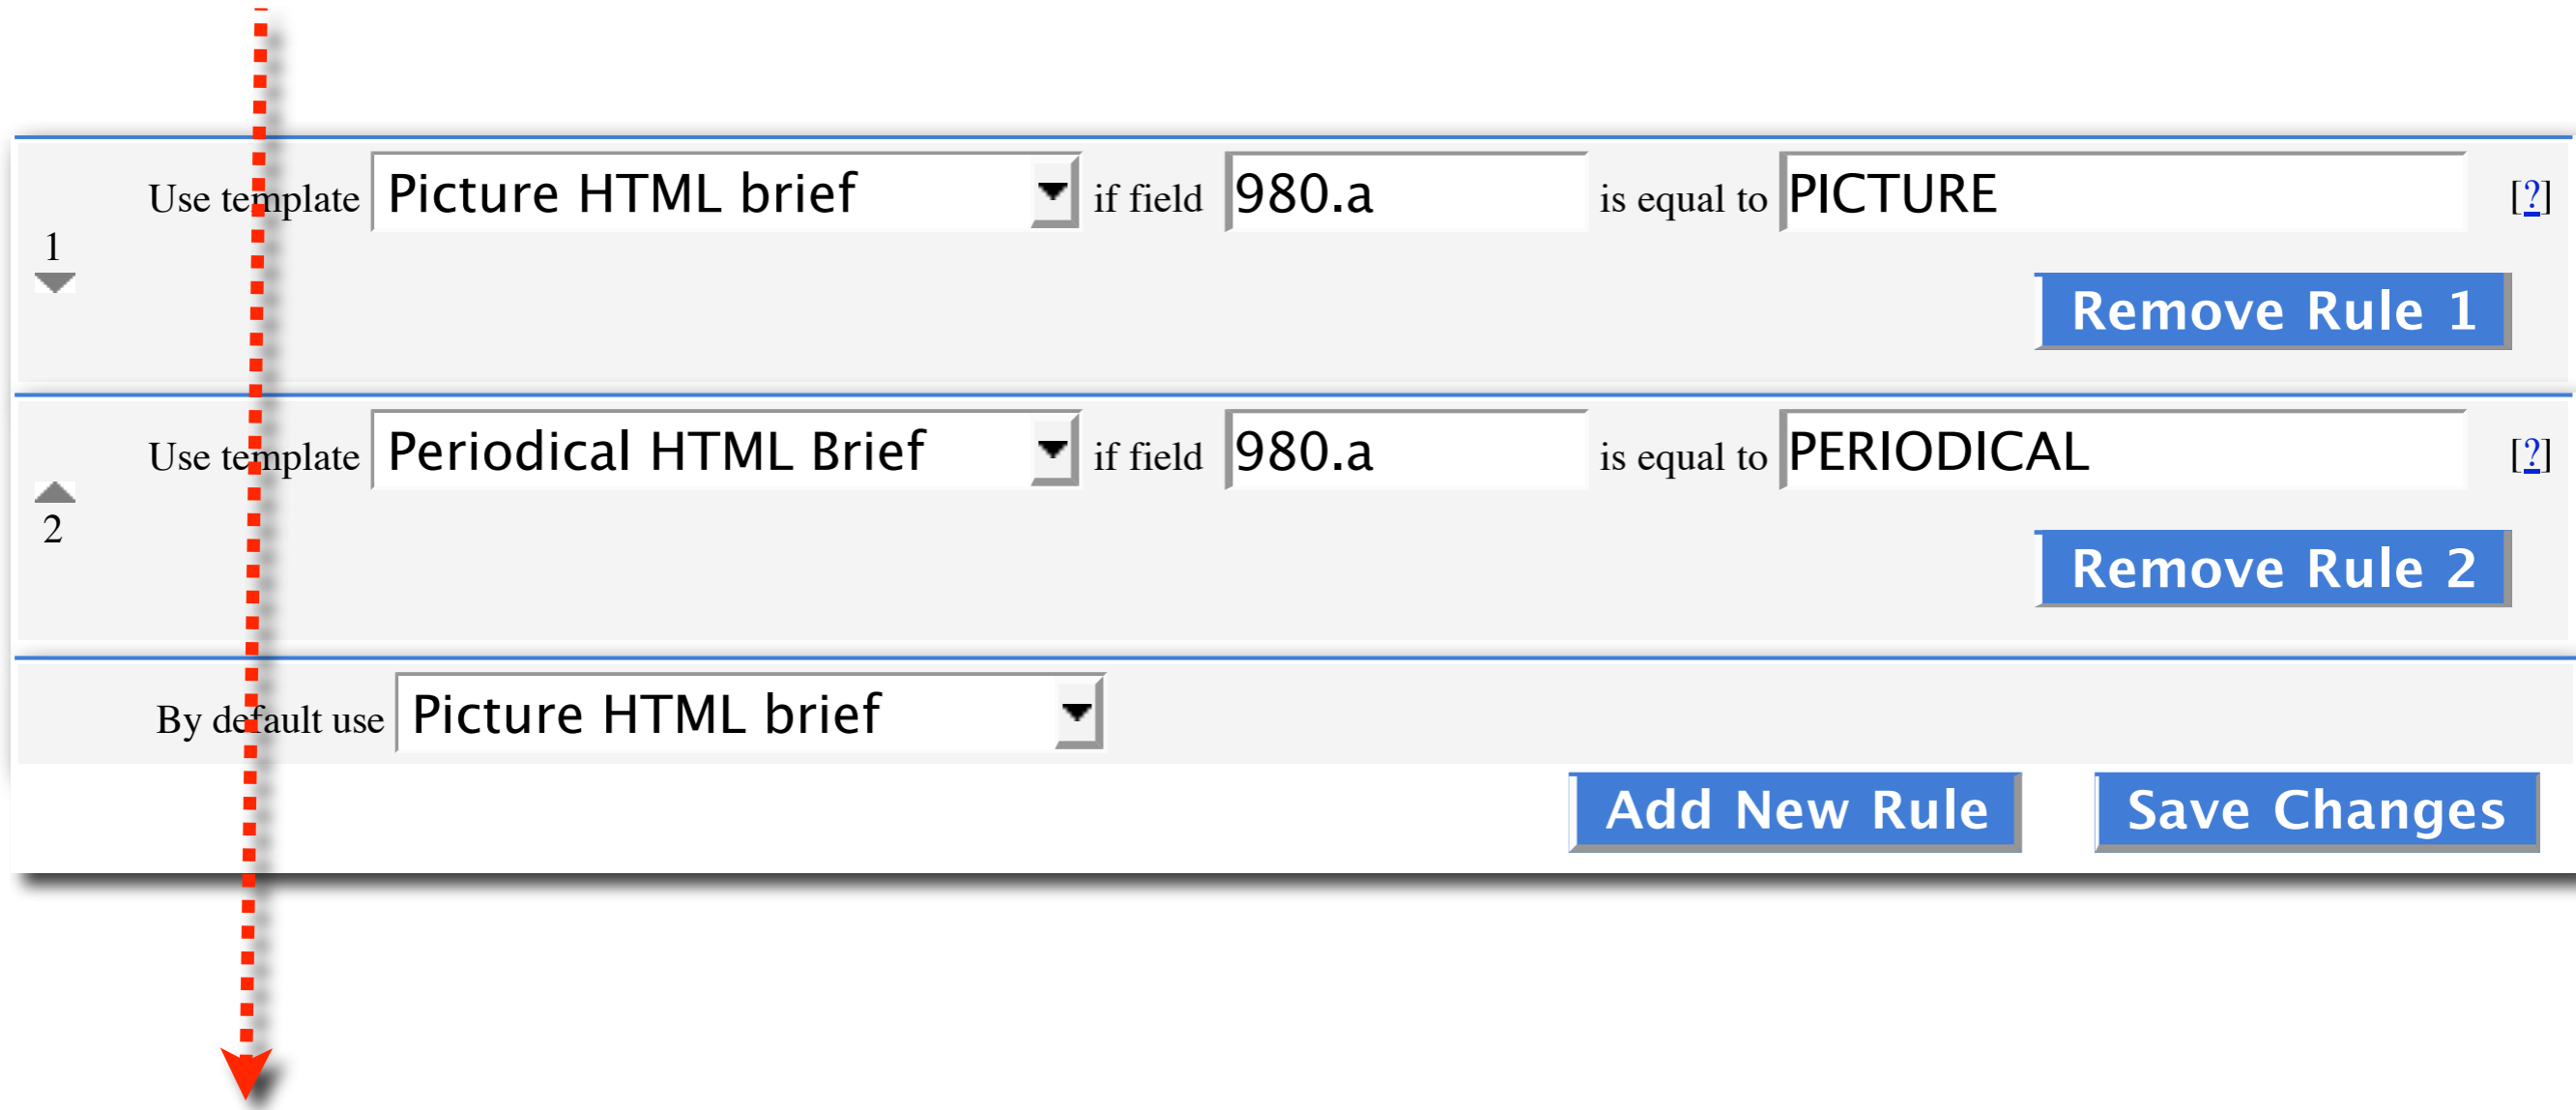 Use template Picture HTML brief if field 980.a is equal to PICTURE [?]
1
Remove Rule 1
Use template Periodical HTML Brief if field 980.a is equal to PERIODICAL [?]
2
Remove Rule 2
By default use Picture HTML brief
Add New Rule Save Changes